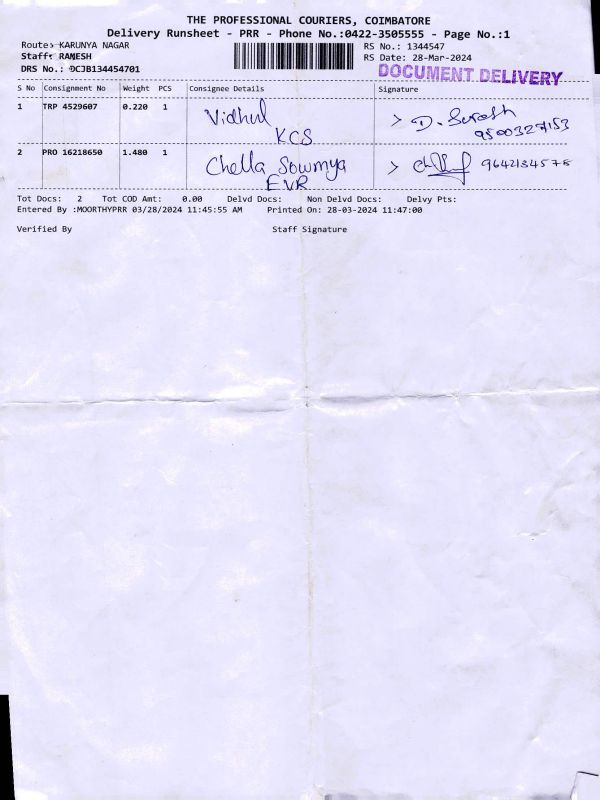 THE PROFESSIONAL COURIERS, COIMBATORE
Delivery Runsheet - PRR - Phone No.:0422-3505555 - Page No.:1
Route: KARUNYA NAGAR
Staff: RAMESH
DRS No.: DCJB134454701
RS No.: 1344547
RS Date: 28-Mar-2024
DOCUMENT DELIVERY
S No Consignment No Weight PCS Consignee Details Signature
1 TRP 4529607 0.220 1 Vidhul KCS > D. Suresh 9500327153
2 PRO 16218650 1.480 1 Chella Sowmya EVR > 9642134578
Tot Docs: 2 Tot COD Amt: 0.00 Delvd Docs: Non Delvd Docs: Delvy Pts:
Entered By :MOORTHYPRR 03/28/2024 11:45:55 AM Printed On: 28-03-2024 11:47:00
Verified By Staff Signature